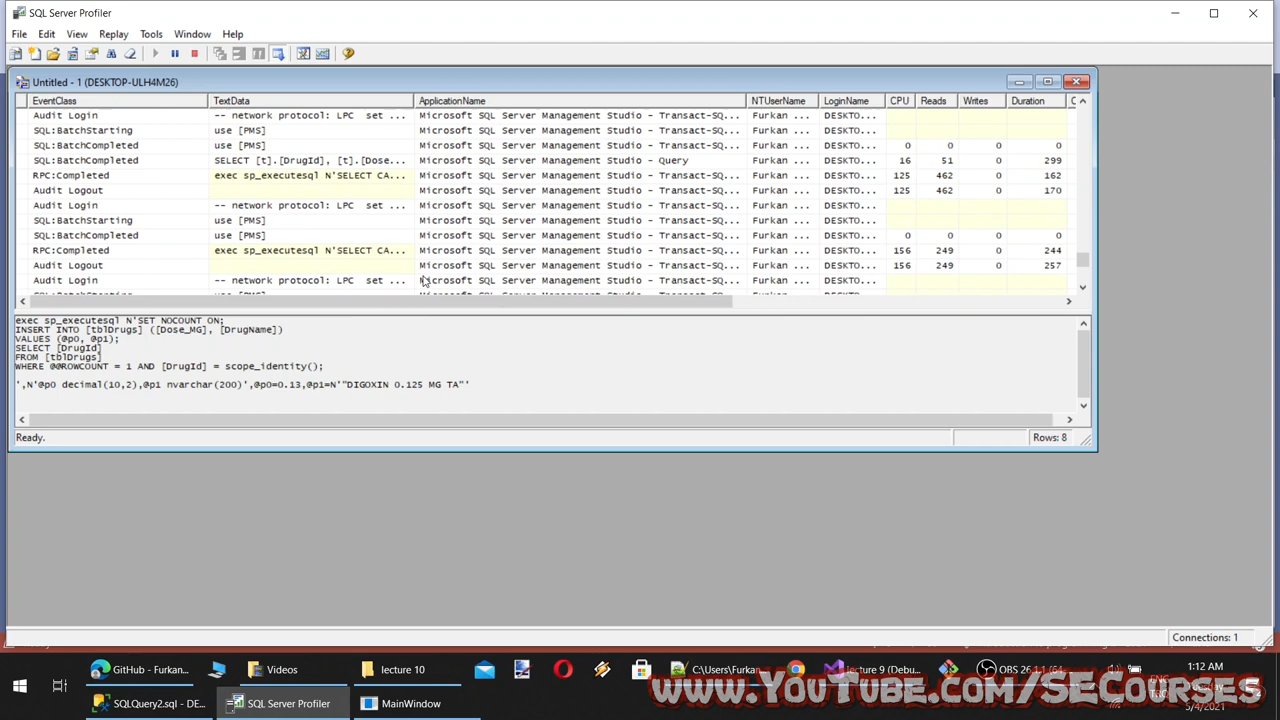 SQL Server Profiler
File Edit View Replay Tools Window Help
Untitled - 1 (DESKTOP-ULH4M26)
EventClass TextData ApplicationName NTUserName LoginName CPU Reads Writes Duration C
Audit Login -- network protocol: LPC set ... Microsoft SQL Server Management Studio - Transact-SQ... Furkan ... DESKTO...
SQL:BatchStarting use [PMS] Microsoft SQL Server Management Studio - Transact-SQ... Furkan ... DESKTO...
SQL:BatchCompleted use [PMS] Microsoft SQL Server Management Studio - Transact-SQ... Furkan ... DESKTO... 0 0 0 0
SQL:BatchCompleted SELECT [t].[DrugId], [t].[Dose... Microsoft SQL Server Management Studio - Query Furkan ... DESKTO... 16 51 0 299
RPC:Completed exec sp_executesql N'SELECT CA... Microsoft SQL Server Management Studio - Transact-SQ... Furkan ... DESKTO... 125 462 0 162
Audit Logout Microsoft SQL Server Management Studio - Transact-SQ... Furkan ... DESKTO... 125 462 0 170
Audit Login -- network protocol: LPC set ... Microsoft SQL Server Management Studio - Transact-SQ... Furkan ... DESKTO...
SQL:BatchStarting use [PMS] Microsoft SQL Server Management Studio - Transact-SQ... Furkan ... DESKTO...
SQL:BatchCompleted use [PMS] Microsoft SQL Server Management Studio - Transact-SQ... Furkan ... DESKTO... 0 0 0 0
RPC:Completed exec sp_executesql N'SELECT CA... Microsoft SQL Server Management Studio - Transact-SQ... Furkan ... DESKTO... 156 249 0 244
Audit Logout Microsoft SQL Server Management Studio - Transact-SQ... Furkan ... DESKTO... 156 249 0 257
Audit Login -- network protocol: LPC set ... Microsoft SQL Server Management Studio - Transact-SQ... Furkan ... DESKTO...
exec sp_executesql N'SET NOCOUNT ON;
INSERT INTO [tblDrugs] ([Dose_MG], [DrugName])
VALUES (@p0, @p1);
SELECT [DrugId]
FROM [tblDrugs]
WHERE @@ROWCOUNT = 1 AND [DrugId] = scope_identity();
',N'@p0 decimal(10,2),@p1 nvarchar(200)',@p0=0.13,@p1=N'"DIGOXIN 0.125 MG TA"'
Ready. Rows: 8
Connections: 1
GitHub - Furkan... Videos lecture 10 C:\Users\Furkan... lecture 9 (Debu... OBS 26.1.1 (64... 1:12 AM
SQLQuery2.sql - DE... SQL Server Profiler MainWindow 5/4/2021
www.YouTube.com/SECourses